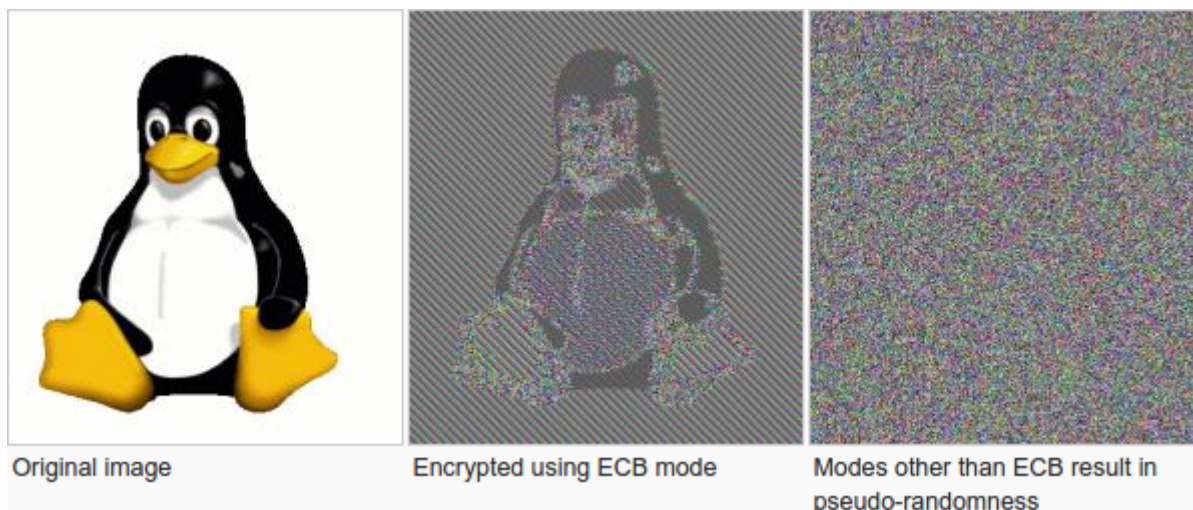 Original image
Encrypted using ECB mode
Modes other than ECB result in
pseudo-randomness